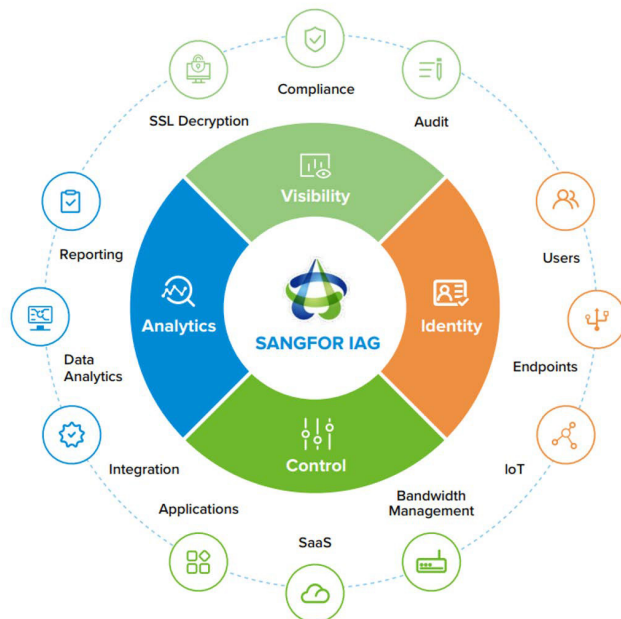 Compliance
SSL Decryption
Audit
Visibility
Reporting
Users
Analytics
SANGFOR IAG
Identity
Data
Analytics
Endpoints
Integration
Control
IoT
Applications
Bandwidth
Management
SaaS